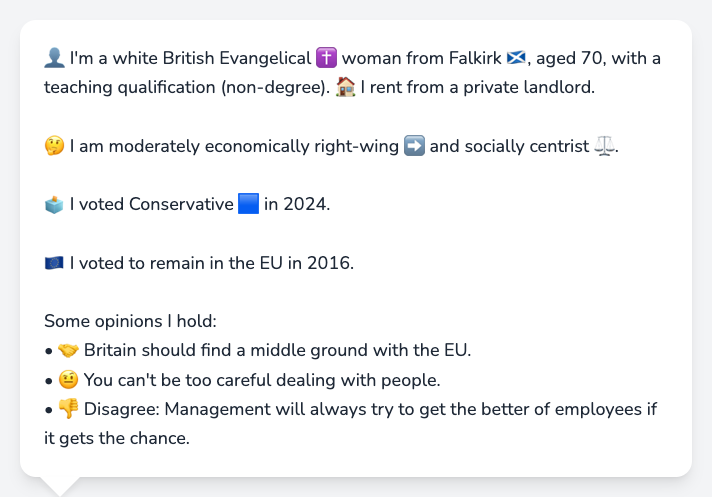 👤 I'm a white British Evangelical ✝️ woman from Falkirk 🏴󠁧󠁢󠁳󠁣󠁴󠁿, aged 70, with a
teaching qualification (non-degree). 🏠 I rent from a private landlord.
🤔 I am moderately economically right-wing ➡️ and socially centrist ⚖️.
🗳️ I voted Conservative 🟦 in 2024.
🇪🇺 I voted to remain in the EU in 2016.
Some opinions I hold:
• 🤝 Britain should find a middle ground with the EU.
• 🤨 You can't be too careful dealing with people.
• 👎 Disagree: Management will always try to get the better of employees if
it gets the chance.